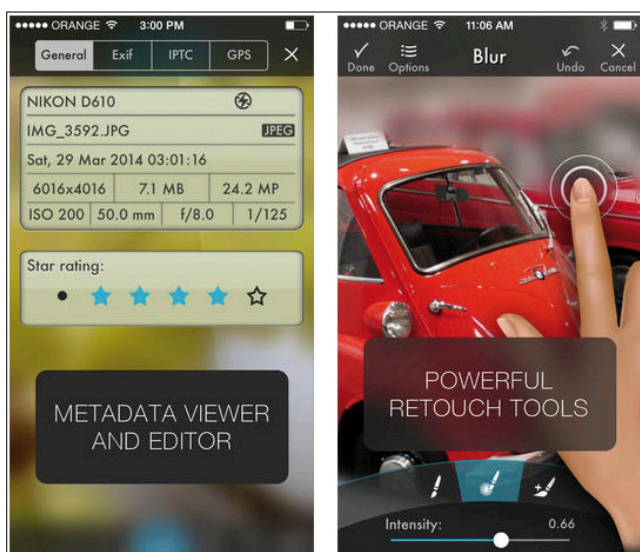 ORANGE 3:00 PM
General Exif IPTC GPS
NIKON D610
IMG_3592.JPG JPEG
Sat, 29 Mar 2014 03:01:16
6016x4016 7.1 MB 24.2 MP
ISO 200 50.0 mm f/8.0 1/125
Star rating:
METADATA VIEWER
AND EDITOR
ORANGE 11:06 AM
Done Options Blur Undo Cancel
POWERFUL
RETOUCH TOOLS
Intensity: 0.66